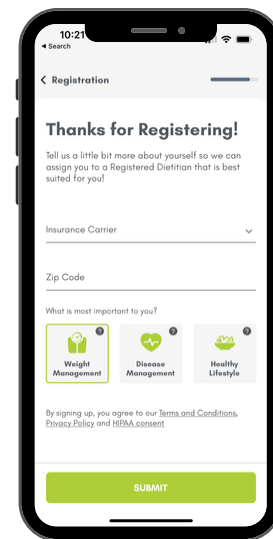 10:21
◀ Search
Registration
Thanks for Registering!
Tell us a little bit more about yourself so we can
assign you to a Registered Dietitian that is best
suited for you!
Insurance Carrier
Zip Code
What is most important to you?
? ? ?
Weight Disease Healthy
Management Management Lifestyle
By signing up, you agree to our Terms and Conditions,
Privacy Policy and HIPAA consent
SUBMIT